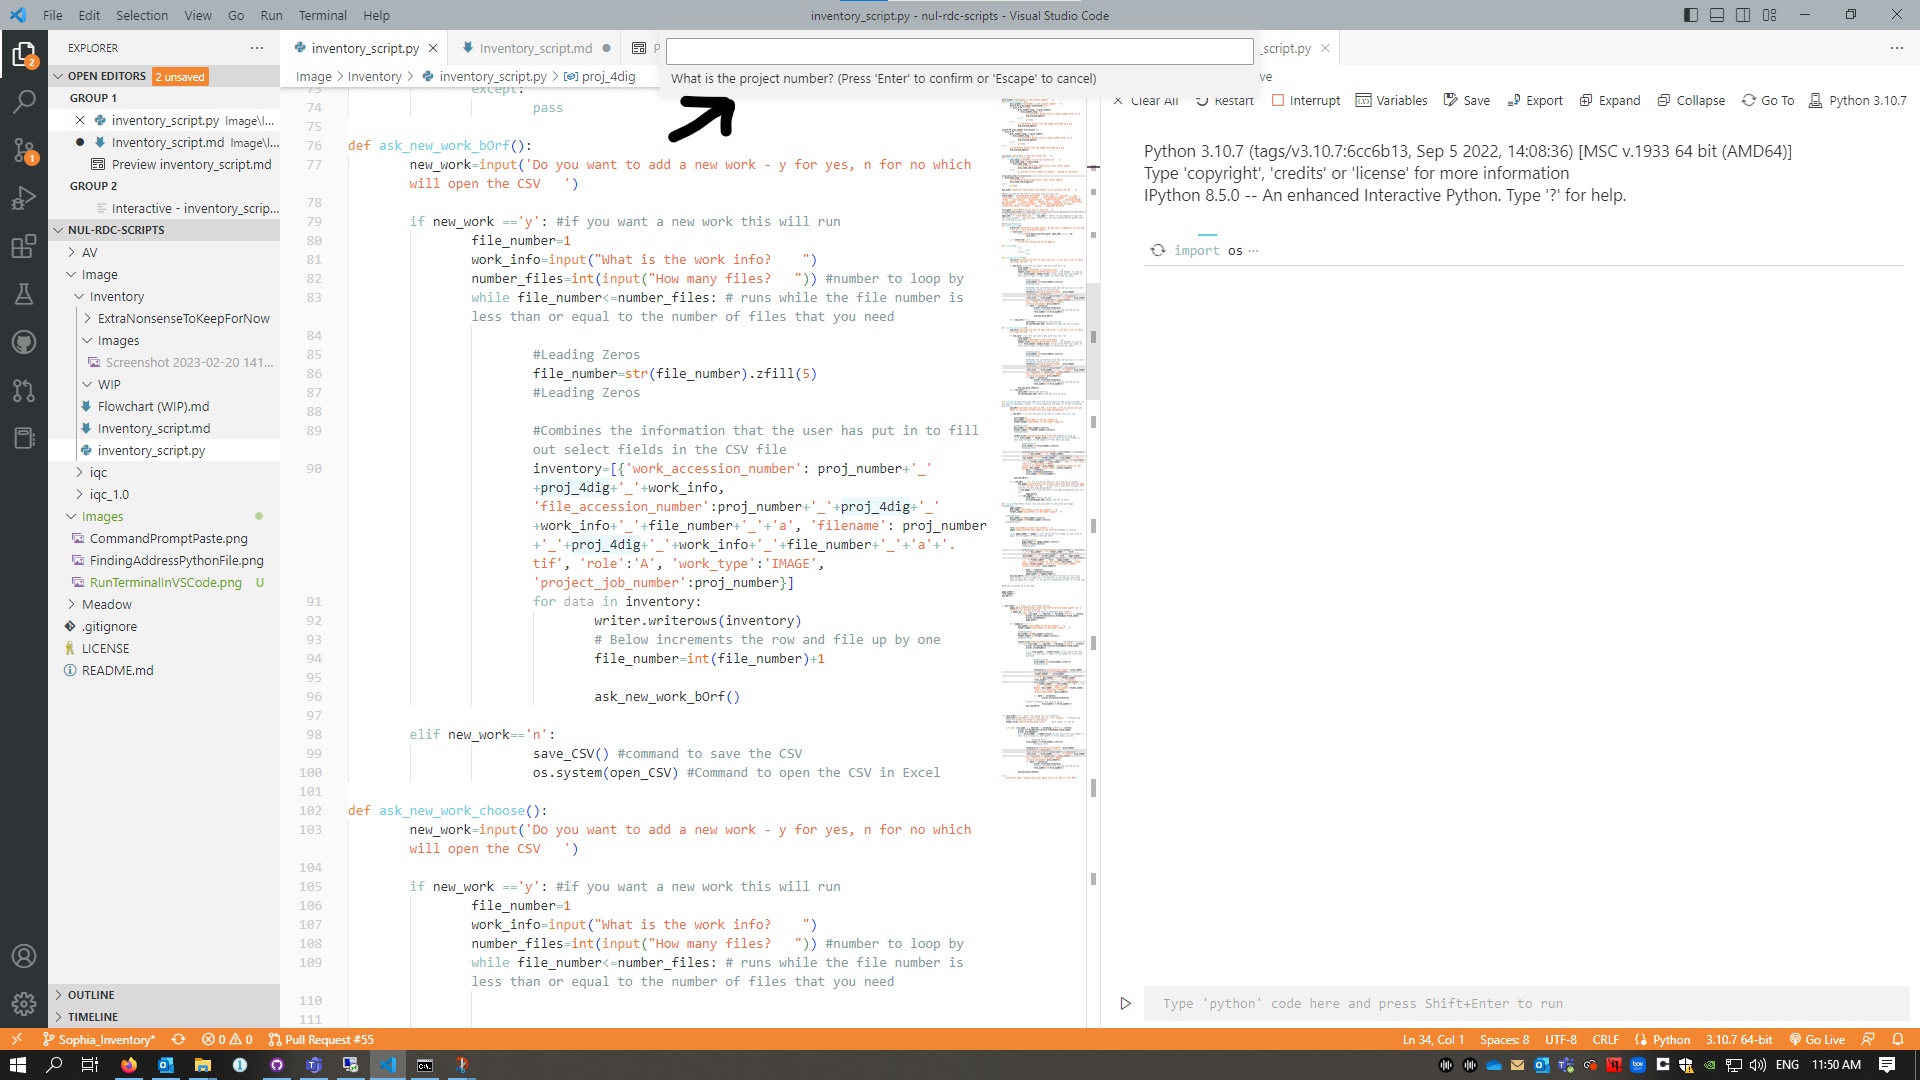 File Edit Selection View Go Run Terminal Help
inventory_script.py - nul-rdc-scripts - Visual Studio Code
EXPLORER
inventory_script.py
Inventory_script.md
_script.py
What is the project number? (Press 'Enter' to confirm or 'Escape' to cancel)
OPEN EDITORS 2 unsaved
GROUP 1
inventory_script.py Image\I...
Inventory_script.md Image\I...
Preview inventory_script.md
GROUP 2
Interactive - inventory_scrip...
NUL-RDC-SCRIPTS
AV
Image
Inventory
ExtraNonsenseToKeepForNow
Images
Screenshot 2023-02-20 141...
WIP
Flowchart (WIP).md
Inventory_script.md
inventory_script.py
iqc
iqc_1.0
Images
CommandPromptPaste.png
FindingAddressPythonFile.png
RunTerminalInVSCode.png U
Meadow
.gitignore
LICENSE
README.md
OUTLINE
TIMELINE
Image > Inventory > inventory_script.py > proj_4dig
73 except:
74 pass
75
76 def ask_new_work_bOrf():
77 new_work=input('Do you want to add a new work - y for yes, n for no which
will open the CSV ')
78
79 if new_work =='y': #if you want a new work this will run
80 file_number=1
81 work_info=input("What is the work info? ")
82 number_files=int(input("How many files? ")) #number to loop by
83 while file_number<=number_files: # runs while the file number is
less than or equal to the number of files that you need
84
85 #Leading Zeros
86 file_number=str(file_number).zfill(5)
87 #Leading Zeros
88
89 #Combines the information that the user has put in to fill
out select fields in the CSV file
90 inventory=[{'work_accession_number': proj_number+'_'
+proj_4dig+'_'+work_info,
'file_accession_number':proj_number+'_'+proj_4dig+'_'
+work_info+'_'+file_number+'_'+'a', 'filename': proj_number
+'_'+proj_4dig+'_'+work_info+'_'+file_number+'_'+'a'+'.
tif', 'role':'A', 'work_type':'IMAGE',
'project_job_number':proj_number}]
91 for data in inventory:
92 writer.writerows(inventory)
93 # Below increments the row and file up by one
94 file_number=int(file_number)+1
95
96 ask_new_work_bOrf()
97
98 elif new_work=='n':
99 save_CSV() #command to save the CSV
100 os.system(open_CSV) #Command to open the CSV in Excel
101
102 def ask_new_work_choose():
103 new_work=input('Do you want to add a new work - y for yes, n for no which
will open the CSV ')
104
105 if new_work =='y': #if you want a new work this will run
106 file_number=1
107 work_info=input("What is the work info? ")
108 number_files=int(input("How many files? ")) #number to loop by
109 while file_number<=number_files: # runs while the file number is
less than or equal to the number of files that you need
110
111
Clear All Restart Interrupt Variables Save Export Expand Collapse Go To Python 3.10.7
Python 3.10.7 (tags/v3.10.7:6cc6b13, Sep 5 2022, 14:08:36) [MSC v.1933 64 bit (AMD64)]
Type 'copyright', 'credits' or 'license' for more information
IPython 8.5.0 -- An enhanced Interactive Python. Type '?' for help.
import os ...
Type 'python' code here and press Shift+Enter to run
Sophia_Inventory* 0 0 Pull Request #55
Ln 34, Col 1 Spaces: 8 UTF-8 CRLF Python 3.10.7 64-bit Go Live
ENG 11:50 AM